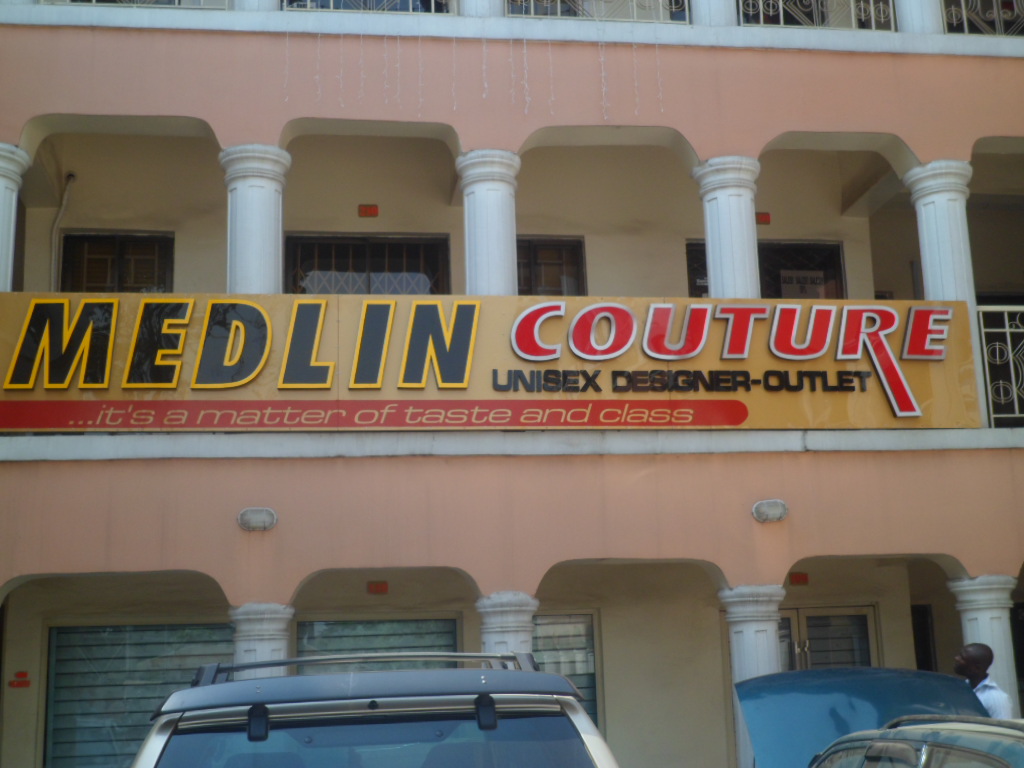 MEDLIN COUTURE
UNISEX DESIGNER-OUTLET
...it's a matter of taste and class